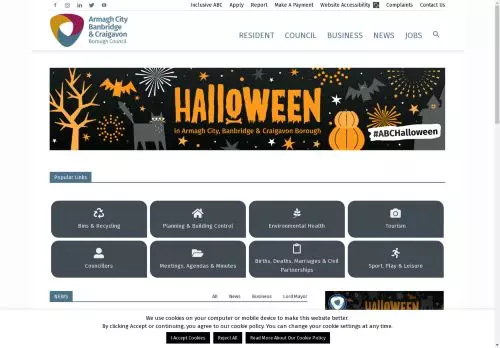 Inclusive ABC Apply Report Make A Payment Website Accessibility Complaints Contact Us
Armagh City
Banbridge
& Craigavon
Borough Council
RESIDENT COUNCIL BUSINESS NEWS JOBS
HALLOWEEN
in Armagh City, Banbridge & Craigavon Borough
#ABCHalloween
Popular Links
Bins & Recycling
Planning & Building Control
Environmental Health
Tourism
Councillors
Meetings, Agendas & Minutes
Births, Deaths, Marriages & Civil
Partnerships
Sport, Play & Leisure
NEWS
All News Business Lord Mayor
HALLOWEEN
We use cookies on your computer or mobile device to make this website better.
By clicking Accept or continuing, you agree to our cookie policy. You can change your cookie settings at any time.
I Accept Cookies Reject All Read More About Our Cookie Policy